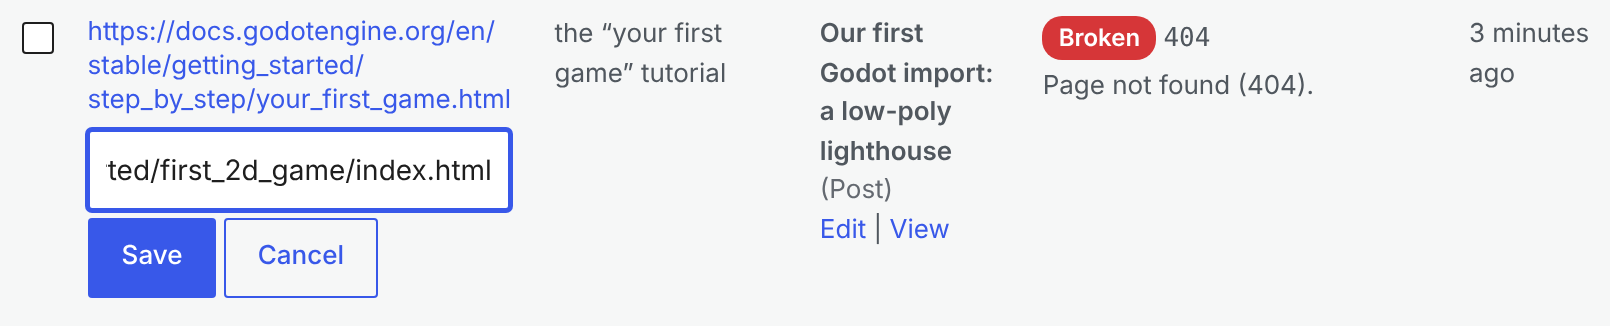 https://docs.godotengine.org/en/
stable/getting_started/
step_by_step/your_first_game.html
ted/first_2d_game/index.html
Save Cancel
the “your first
game” tutorial
Our first
Godot import:
a low-poly
lighthouse
(Post)
Edit | View
Broken 404
Page not found (404).
3 minutes
ago